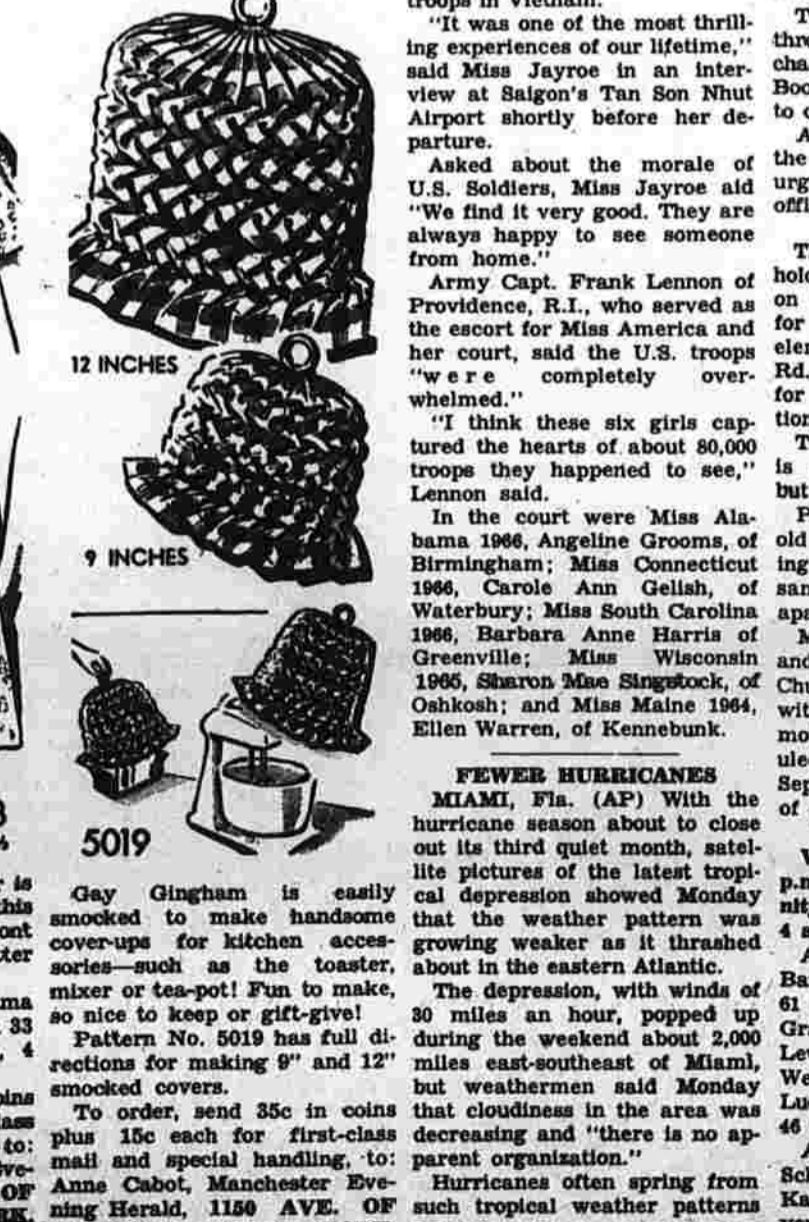 12 INCHES
9 INCHES
5019
Gay Gingham is easily
smocked to make handsome
cover-ups for kitchen acces-
sories—such as the toaster,
mixer or tea-pot! Fun to make,
so nice to keep or gift-give!
Pattern No. 5019 has full di-
rections for making 9" and 12"
smocked covers.
To order, send 35c in coins
plus 15c each for first-class
mail and special handling, to:
Anne Cabot, Manchester Eve-
ning Herald, 1150 AVE. OF
troops in Vietnam.
"It was one of the most thrill-
ing experiences of our lifetime,"
said Miss Jayroe in an inter-
view at Saigon's Tan Son Nhut
Airport shortly before her de-
parture.
Asked about the morale of
U.S. Soldiers, Miss Jayroe aid
"We find it very good. They are
always happy to see someone
from home."
Army Capt. Frank Lennon of
Providence, R.I., who served as
the escort for Miss America and
her court, said the U.S. troops
"were completely over-
whelmed."
"I think these six girls cap-
tured the hearts of about 80,000
troops they happened to see,"
Lennon said.
In the court were Miss Ala-
bama 1966, Angeline Grooms, of
Birmingham; Miss Connecticut
1966, Carole Ann Gelish, of
Waterbury; Miss South Carolina
1966, Barbara Anne Harris of
Greenville; Miss Wisconsin
1965, Sharon Mae Singstock, of
Oshkosh; and Miss Maine 1964,
Ellen Warren, of Kennebunk.
FEWER HURRICANES
MIAMI, Fla. (AP) With the
hurricane season about to close
out its third quiet month, satel-
lite pictures of the latest tropi-
cal depression showed Monday
that the weather pattern was
growing weaker as it thrashed
about in the eastern Atlantic.
The depression, with winds of
30 miles an hour, popped up
during the weekend about 2,000
miles east-southeast of Miami,
but weathermen said Monday
that cloudiness in the area was
decreasing and "there is no ap-
parent organization."
Hurricanes often spring from
such tropical weather patterns